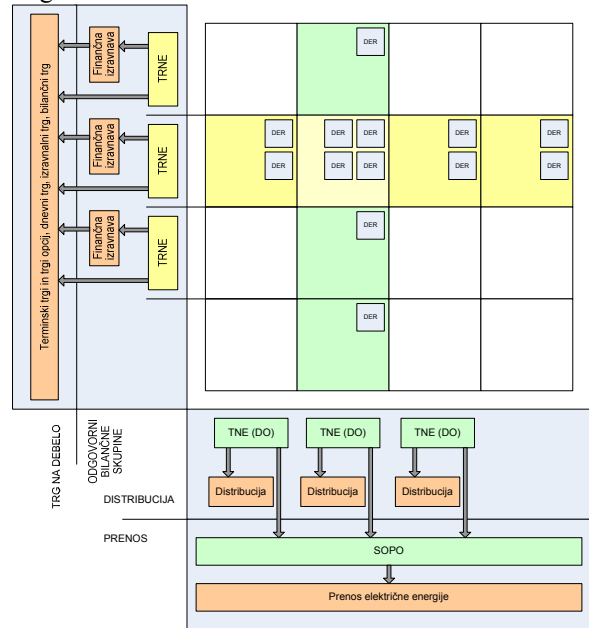 Terminski trgi in trgi opcij, dnevni trg, izravnalni trg, bilančni trg
Finančna
izravnava
TRNE
Finančna
izravnava
TRNE
Finančna
izravnava
TRNE
DER
DER
DER
DER
DER
DER
DER
DER
DER
DER
DER
DER
DER
TRG NA DEBELO
ODGOVORNI
BILANČNE
SKUPINE
DISTRIBUCIJA
PRENOS
TNE (DO)
TNE (DO)
TNE (DO)
Distribucija
Distribucija
Distribucija
SOPO
Prenos električne energije